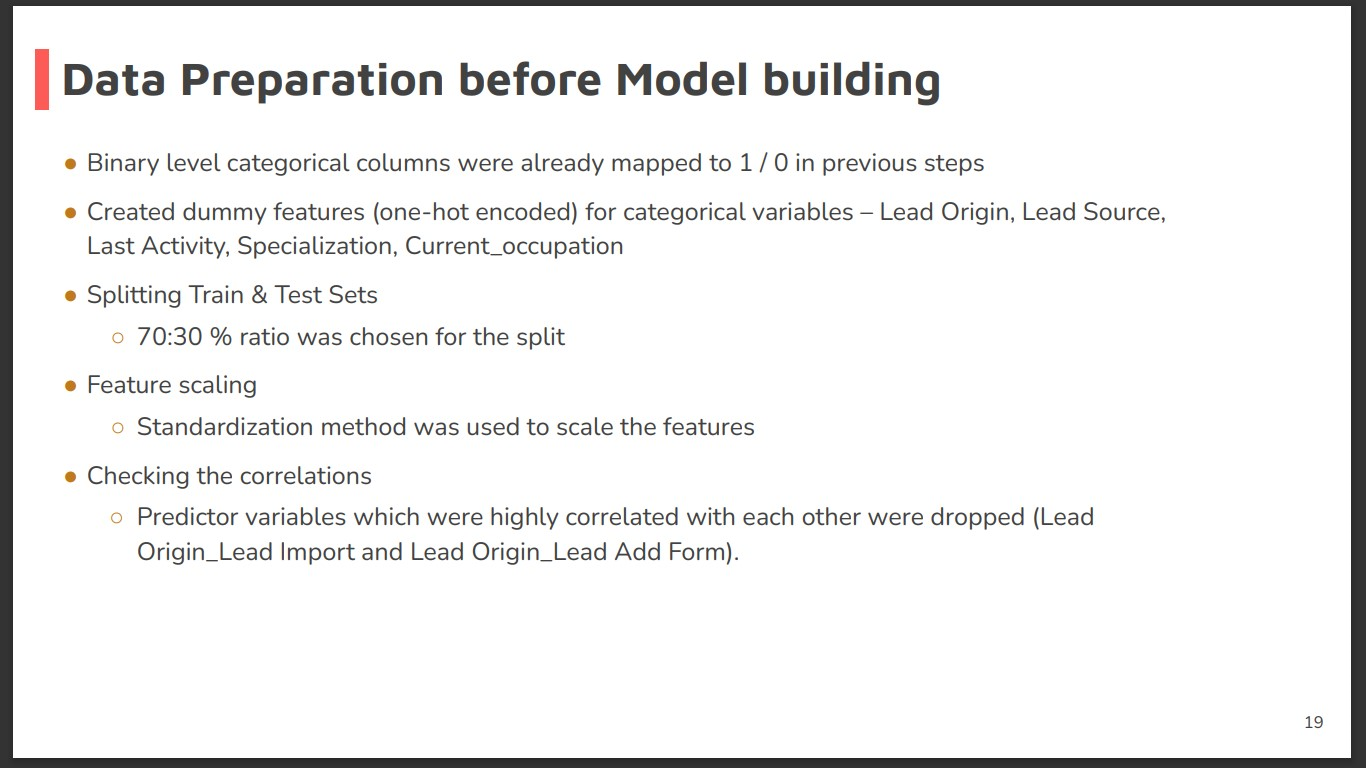 Data Preparation before Model building
● Binary level categorical columns were already mapped to 1 / 0 in previous steps
● Created dummy features (one-hot encoded) for categorical variables – Lead Origin, Lead Source,
Last Activity, Specialization, Current_occupation
● Splitting Train & Test Sets
○ 70:30 % ratio was chosen for the split
● Feature scaling
○ Standardization method was used to scale the features
● Checking the correlations
○ Predictor variables which were highly correlated with each other were dropped (Lead
Origin_Lead Import and Lead Origin_Lead Add Form).
19